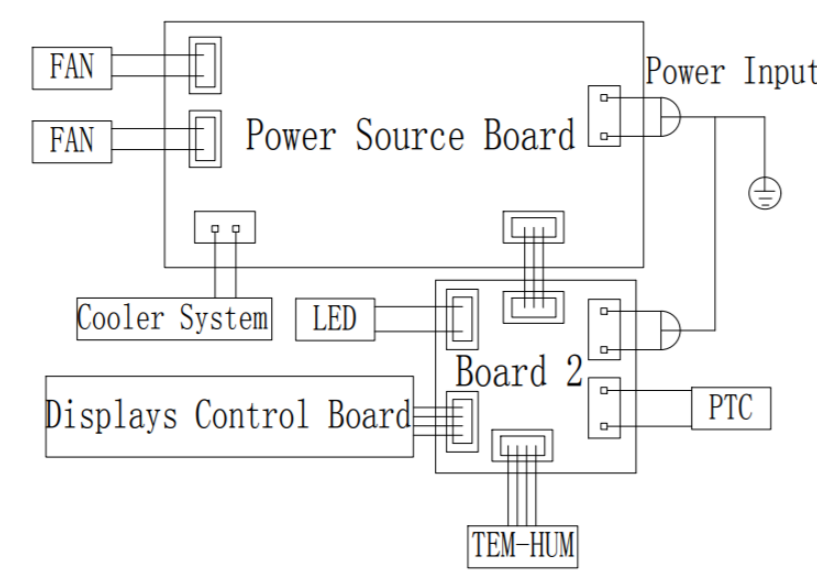 FAN
Power Input
FAN
Power Source Board
Cooler System
LED
Board 2
Displays Control Board
PTC
TEM-HUM